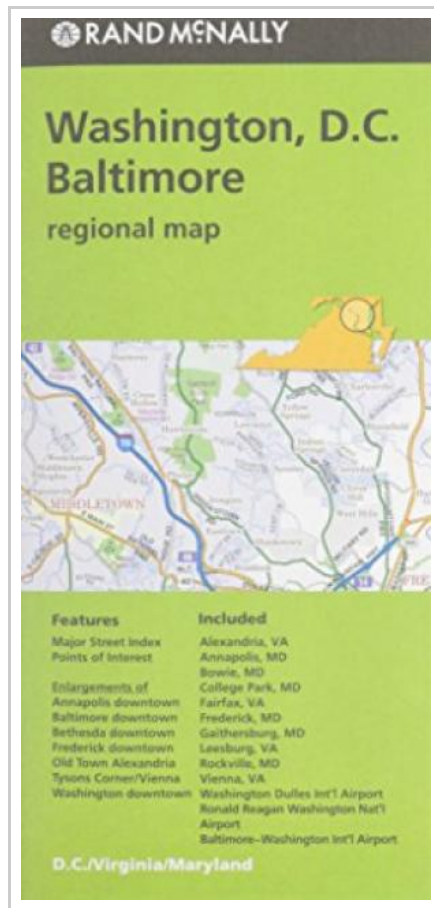 RAND McNALLY
Washington, D.C.
Baltimore
regional map
MIDDLETOWN
Features
Major Street Index
Points of Interest
Enlargements of
Annapolis downtown
Baltimore downtown
Bethesda downtown
Frederick downtown
Old Town Alexandria
Tysons Corner/Vienna
Washington downtown
Included
Alexandria, VA
Annapolis, MD
Bowie, MD
College Park, MD
Fairfax, VA
Frederick, MD
Gaithersburg, MD
Leesburg, VA
Rockville, MD
Vienna, VA
Washington Dulles Int'l Airport
Ronald Reagan Washington Nat'l
Airport
Baltimore–Washington Int'l Airport
D.C./Virginia/Maryland